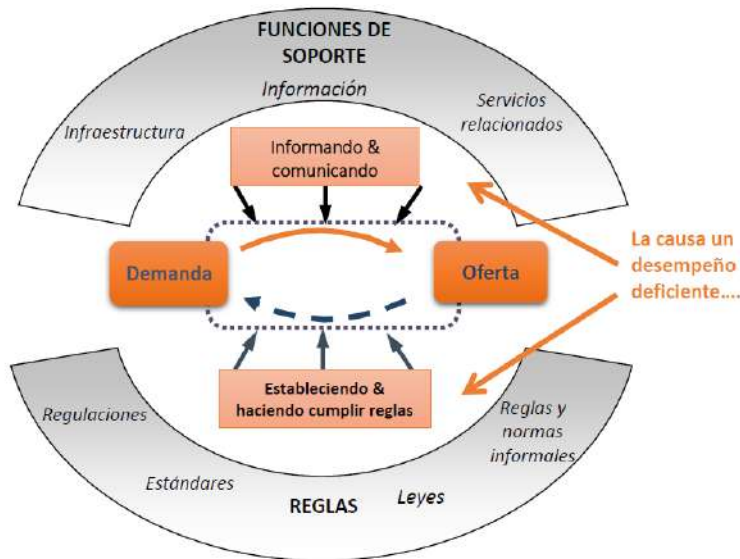 FUNCIONES DE
SOPORTE
Información
Infraestructura
Servicios
relacionados
Informando &
comunicando
Demanda
Oferta
La causa un
desempeño
deficiente....
Estableciendo &
haciendo cumplir reglas
Regulaciones
Estándares
REGLAS
Leyes
Reglas y
normas
informales